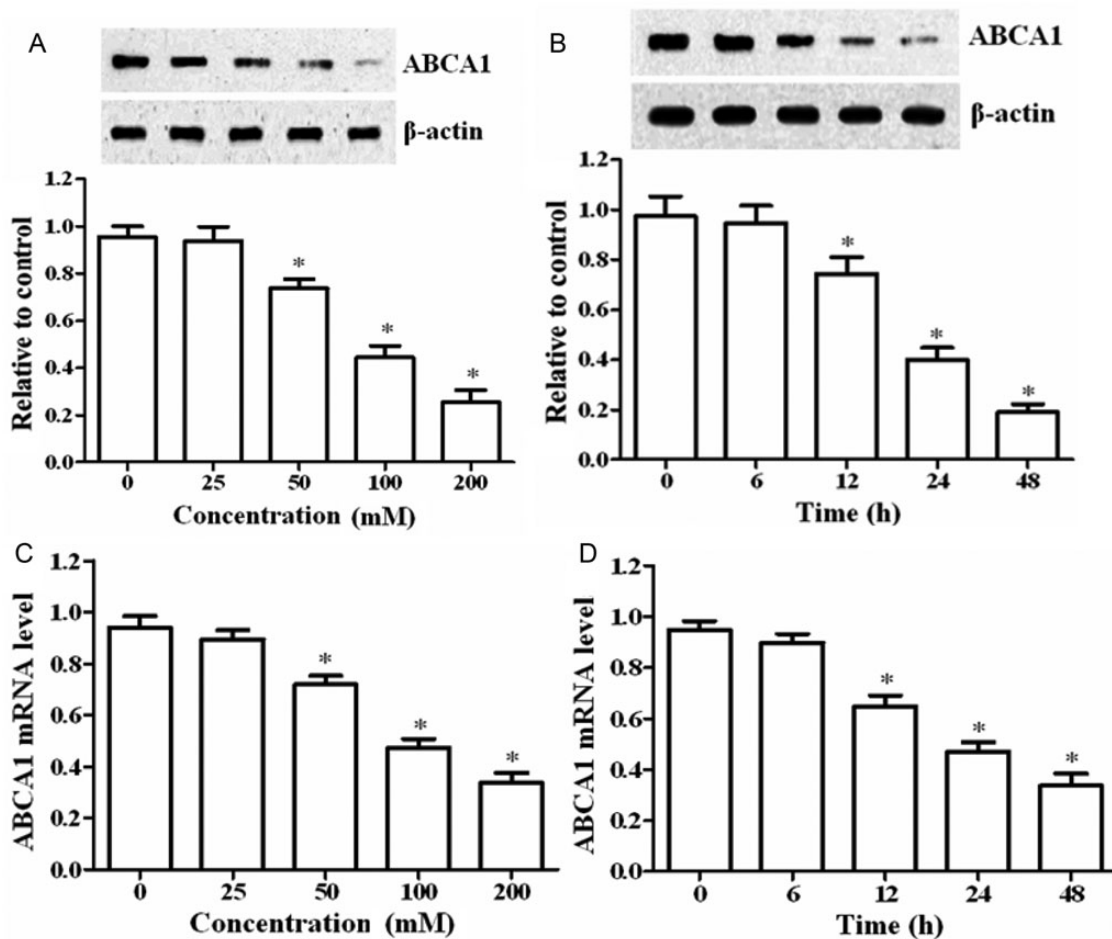 A
ABCA1
β-actin
Relative to control
1.2
1.0
0.8
0.6
0.4
0.2
0.0
*
*
*
0 25 50 100 200
Concentration (mM)
B
ABCA1
β-actin
Relative to control
1.2
1.0
0.8
0.6
0.4
0.2
0.0
*
*
*
0 6 12 24 48
Time (h)
C
ABCA1 mRNA level
1.2
1.0
0.8
0.6
0.4
0.2
0.0
*
*
*
0 25 50 100 200
Concentration (mM)
D
ABCA1 mRNA level
1.2
1.0
0.8
0.6
0.4
0.2
0.0
*
*
*
0 6 12 24 48
Time (h)